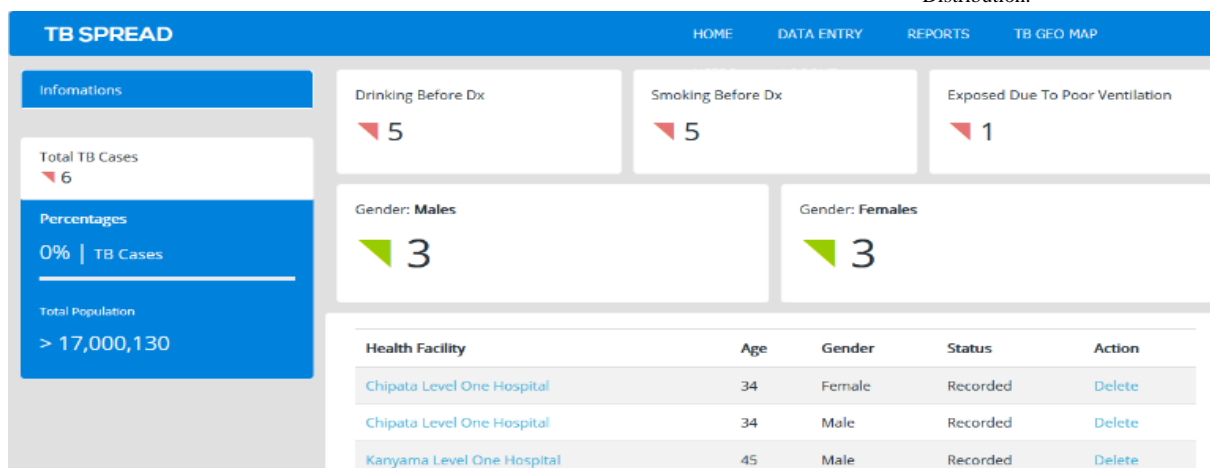 Distribution.
TB SPREAD HOME DATA ENTRY REPORTS TB GEO MAP
Infomations
Total TB Cases
6
Percentages
0% | TB Cases
Total Population
> 17,000,130
Drinking Before Dx
5
Smoking Before Dx
5
Exposed Due To Poor Ventilation
1
Gender: Males
3
Gender: Females
3
Health Facility Age Gender Status Action
Chipata Level One Hospital 34 Female Recorded Delete
Chipata Level One Hospital 34 Male Recorded Delete
Kanyama Level One Hospital 45 Male Recorded Delete